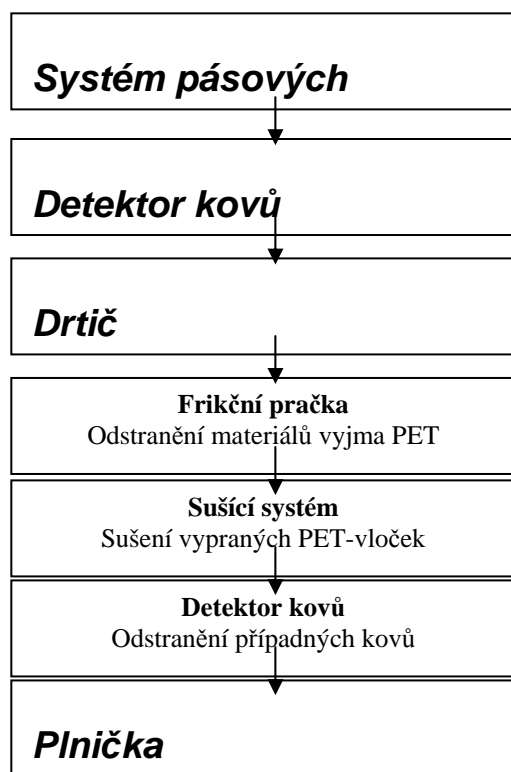 Systém pásových
Detektor kovů
Drtič
Frikční pračka
Odstranění materiálů vyjma PET
Sušící systém
Sušení vypraných PET-vloček
Detektor kovů
Odstranění případných kovů
Plnička